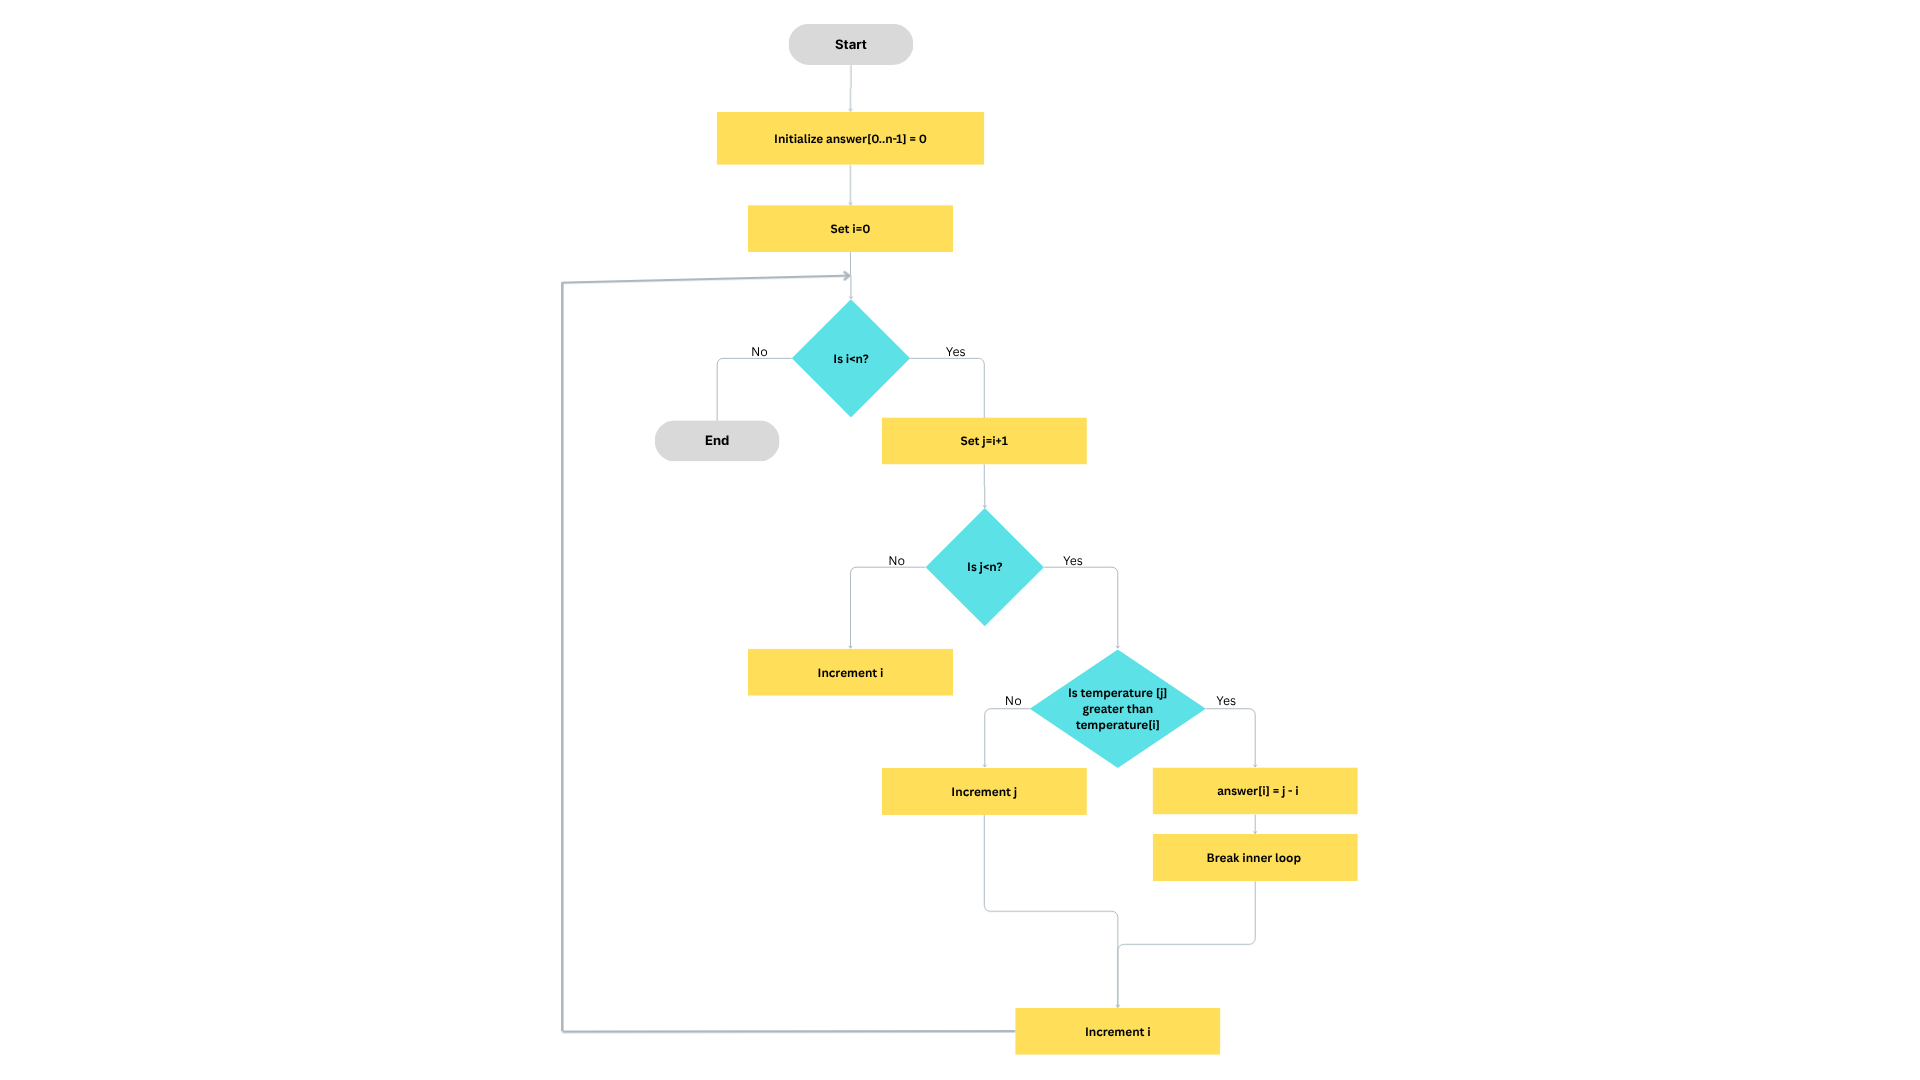 Start
Initialize answer[0..n-1] = 0
Set i=0
Is i<n?
No
Yes
End
Set j=i+1
Is j<n?
No
Yes
Increment i
Is temperature [j]
greater than
temperature[i]
No
Yes
Increment j
answer[i] = j - i
Break inner loop
Increment i